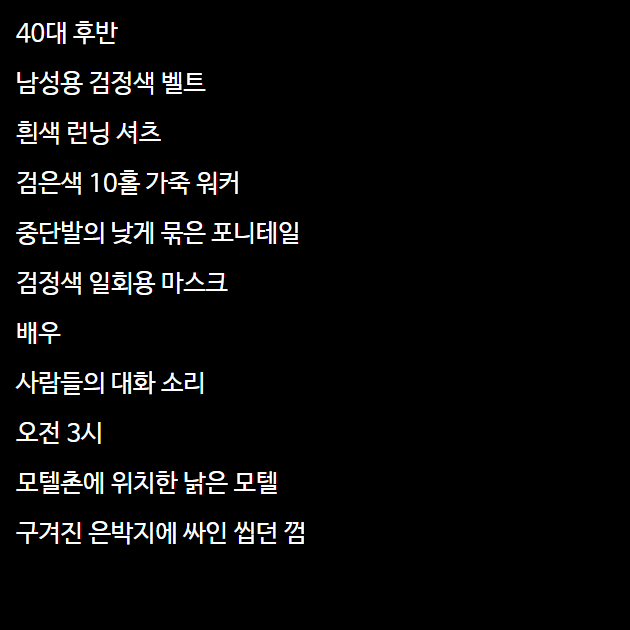 40대 후반
남성용 검정색 벨트
흰색 런닝 셔츠
검은색 10홀 가죽 워커
중단발의 낮게 묶은 포니테일
검정색 일회용 마스크
배우
사람들의 대화 소리
오전 3시
모텔촌에 위치한 낡은 모텔
구겨진 은박지에 싸인 씹던 껌